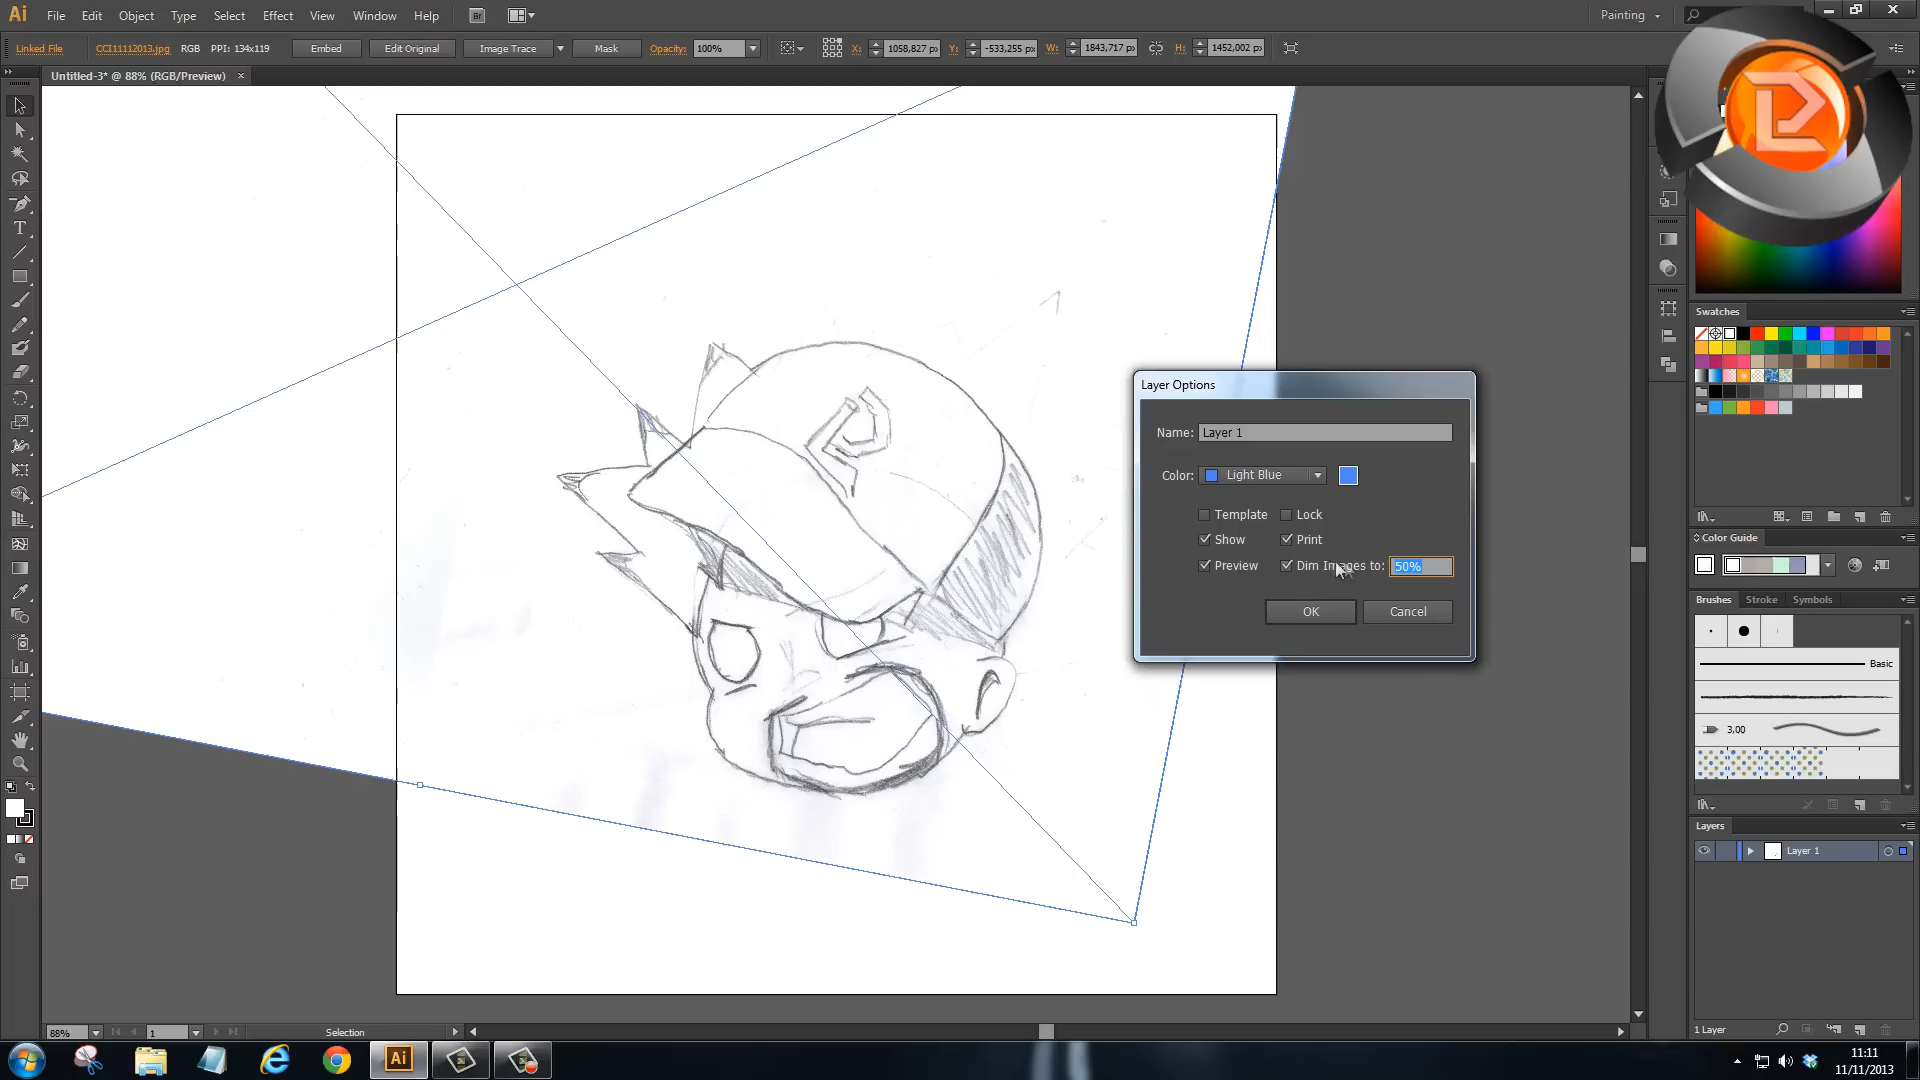 Ai File Edit Object Type Select Effect View Window Help Br Painting
Linked File CCI11112013.jpg RGB PPI: 134x119 Embed Edit Original Image Trace Mask Opacity: 100% X: 1058,827 px Y: -533,255 px W: 1843,717 px H: 1452,002 px
Untitled-3* @ 88% (RGB/Preview)
Swatches
Layer Options
Name: Layer 1
Color: Light Blue
Template Lock
Show Print
Preview Dim Images to: 50%
OK Cancel
Color Guide
Brushes Stroke Symbols
Basic
3,00
Layers
Layer 1
1 Layer
88% 1 Selection
Ai
11:11
11/11/2013